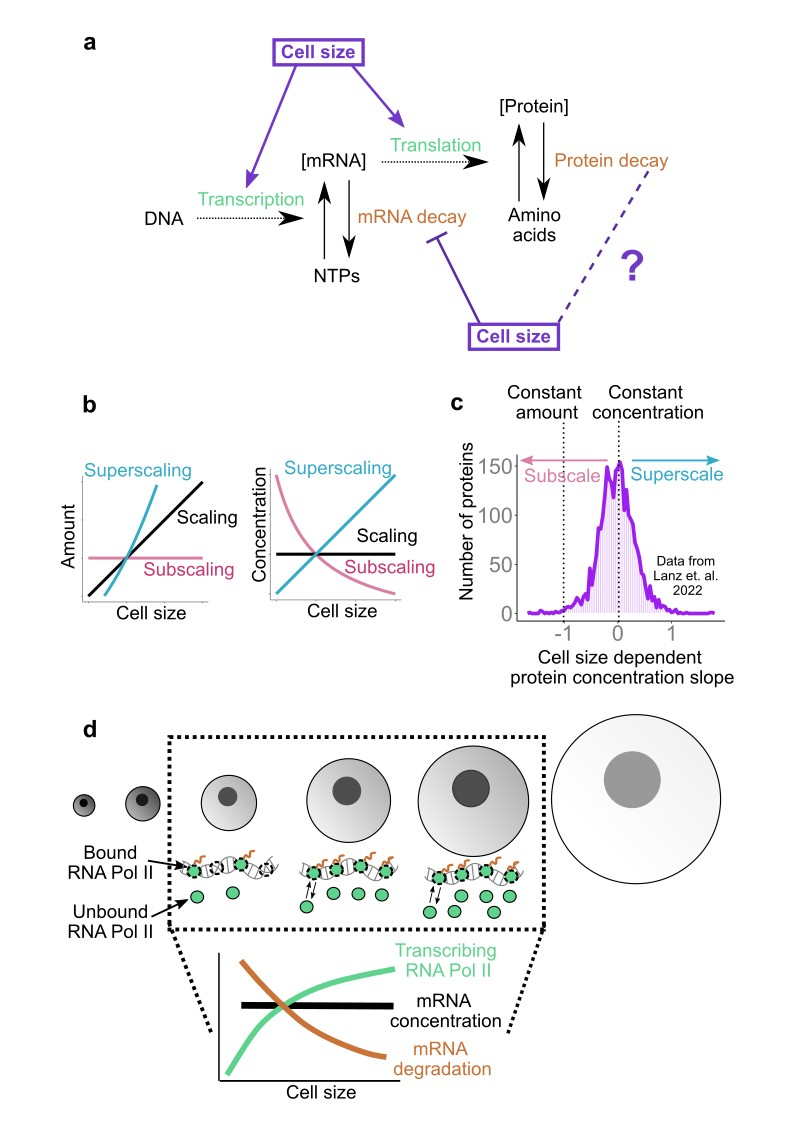 a
Cell size
[Protein]
[mRNA]
Translation
Protein decay
Transcription
DNA
mRNA decay
Amino
acids
NTPs
?
Cell size
b
Superscaling
Scaling
Subscaling
Amount
Cell size
Superscaling
Scaling
Subscaling
Concentration
Cell size
c
Constant
amount
Constant
concentration
Subscale
Superscale
Number of proteins
150
100
50
0
Data from
Lanz et. al.
2022
-1
0
1
Cell size dependent
protein concentration slope
d
Bound
RNA Pol II
Unbound
RNA Pol II
Transcribing
RNA Pol II
mRNA
concentration
mRNA
degradation
Cell size